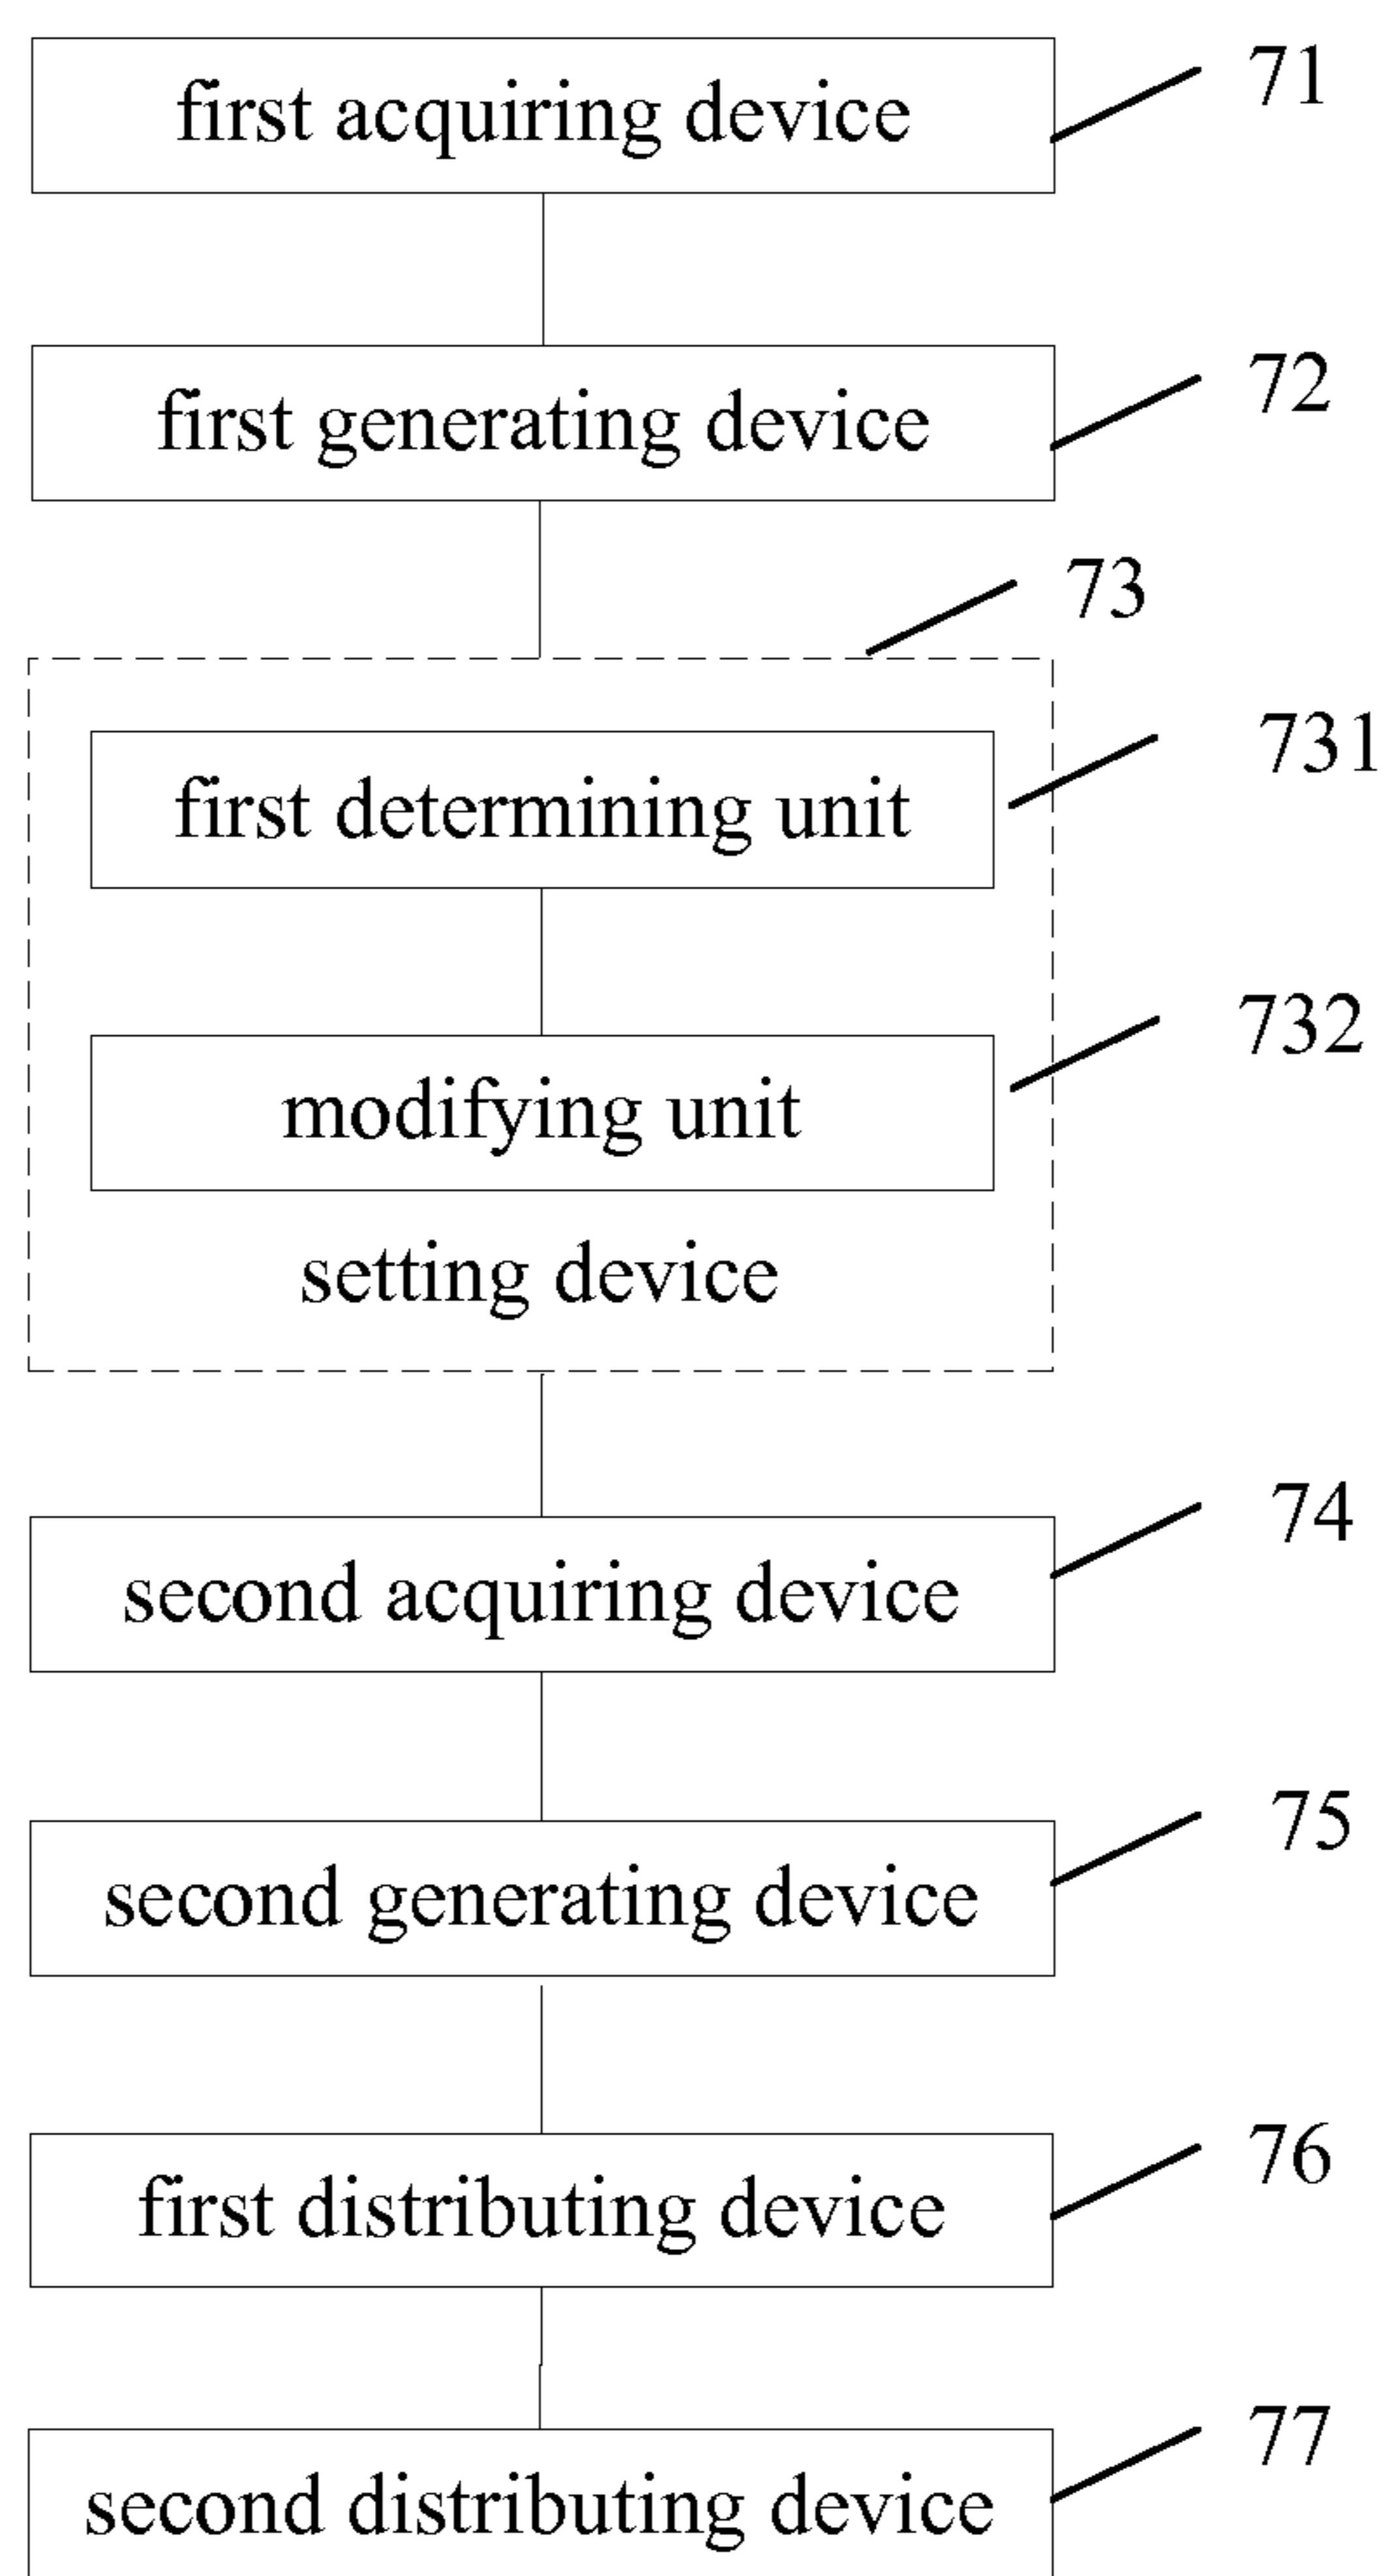 first acquiring device
71
first generating device
72
73
first determining unit
731
modifying unit
732
setting device
second acquiring device
74
second generating device
75
first distributing device
76
second distributing device
77